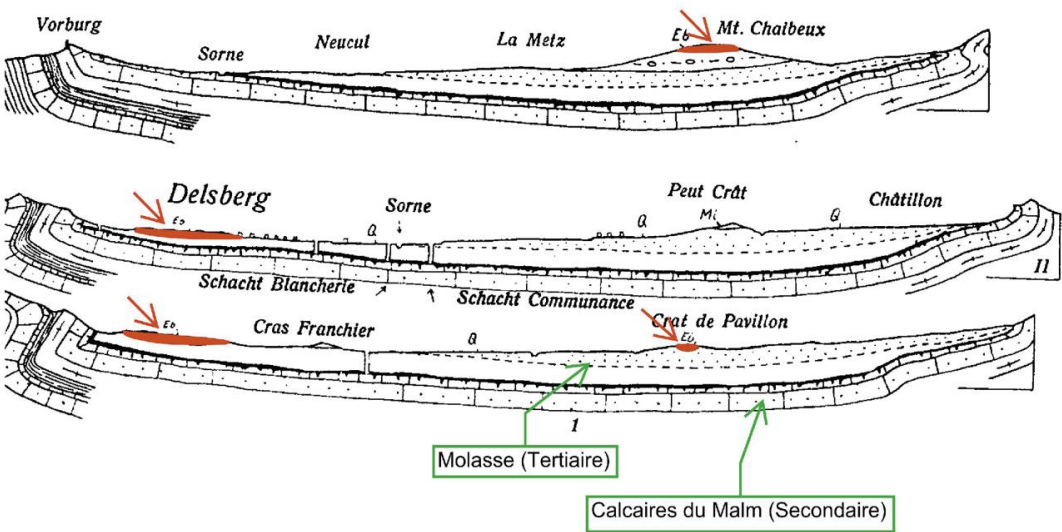 Vorburg
Sorne
Neucul
La Metz
Eb
Mt. Chaibeux
Delsberg
Eb
Q
Sorne
Q
Peut Crât
Mi
Q
Châtillon
II
Schacht Blancherie
Schacht Communance
Eb
Cras Franchier
Q
Crat de Pavillon
Eb
1
Molasse (Tertiaire)
Calcaires du Malm (Secondaire)